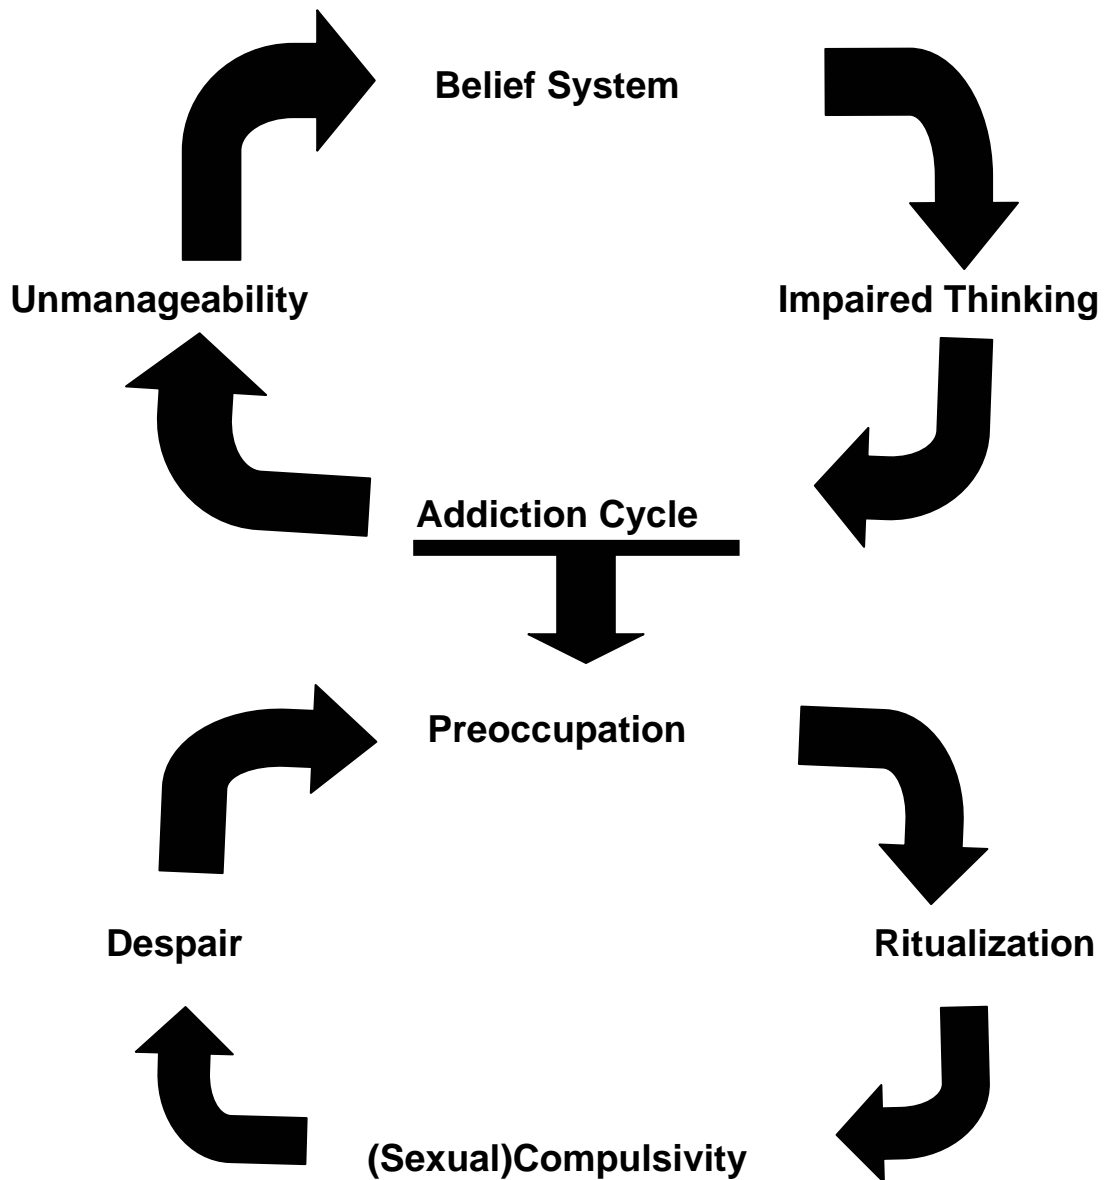 Belief System
Unmanageability
Impaired Thinking
Addiction Cycle
Preoccupation
Despair
Ritualization
(Sexual)Compulsivity